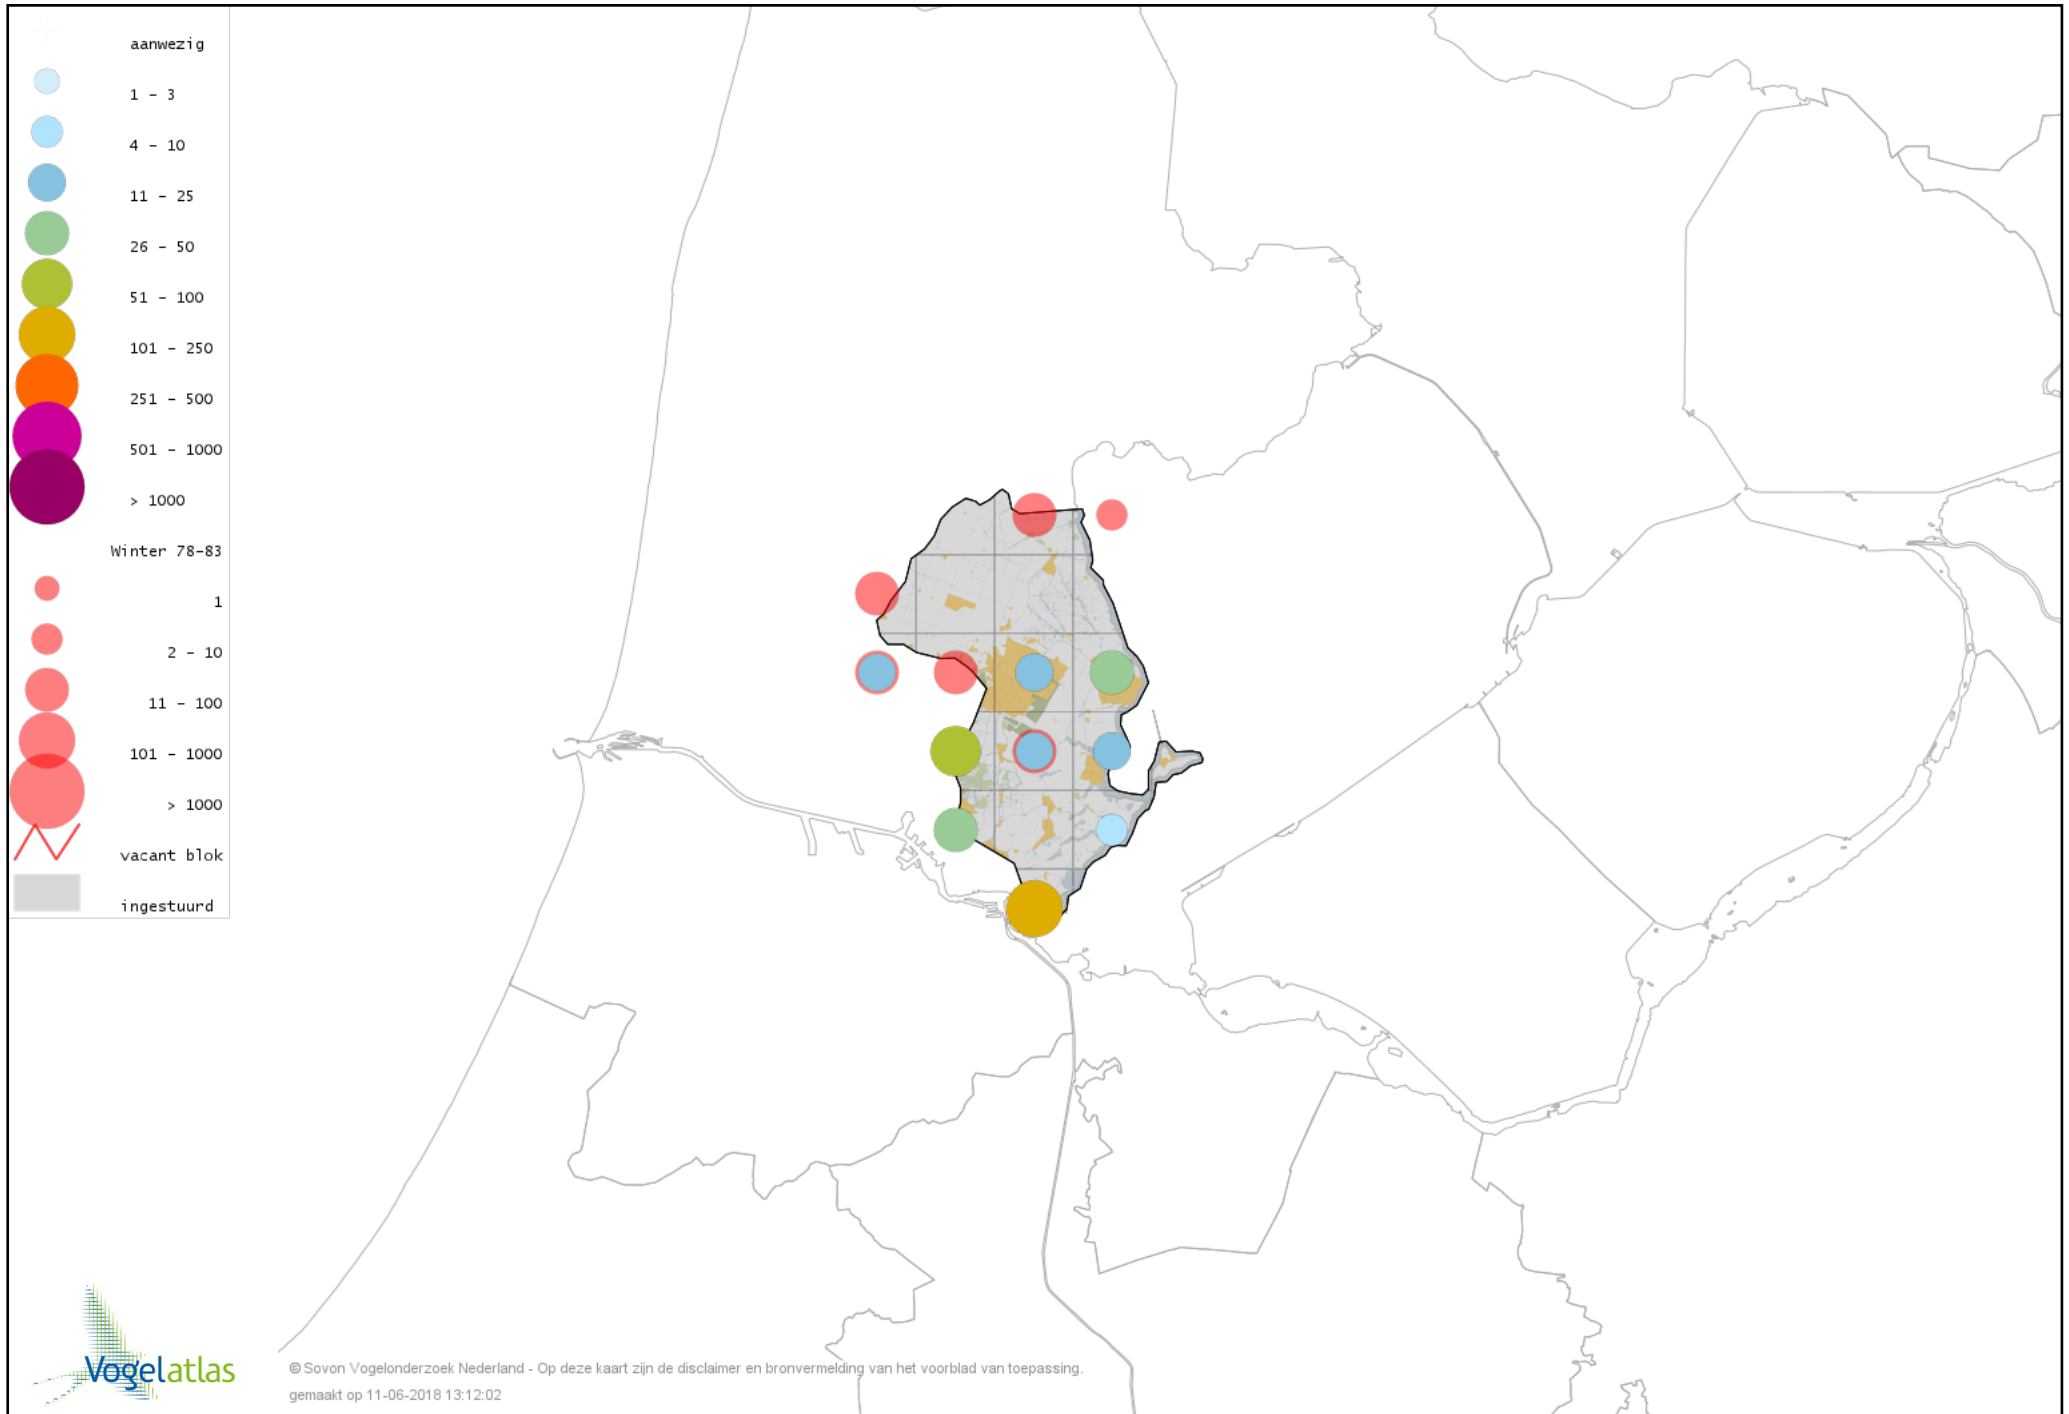 aanwezig
1 - 3
4 - 10
11 - 25
26 - 50
51 - 100
101 - 250
251 - 500
501 - 1000
> 1000
Winter 78-83
1
2 - 10
11 - 100
101 - 1000
> 1000
vacant blok
ingestuurd
Vogelatlas
© Sovon Vogelonderzoek Nederland - Op deze kaart zijn de disclaimer en bronvermelding van het voorblad van toepassing.
gemaakt op 11-06-2018 13:12:02